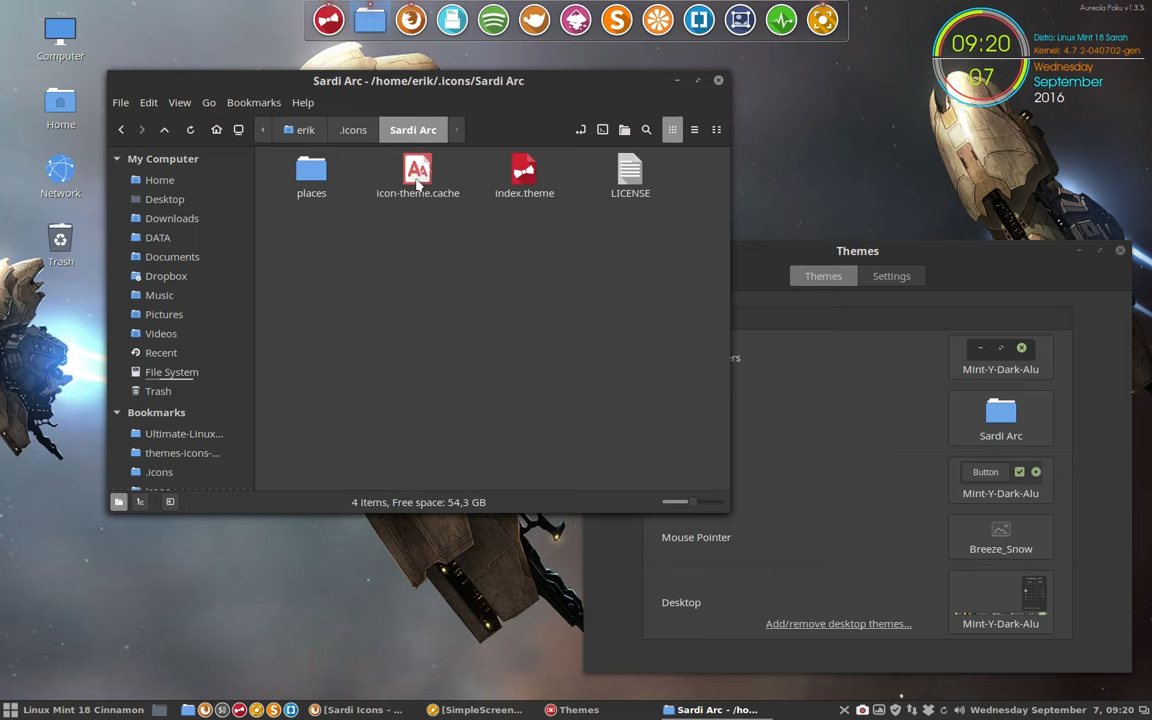 Aureola Poku v1.3.3
Computer
Home
Network
Trash
09:20
07
Distro: Linux Mint 18 Sarah
Kernel: 4.7.2-040702-gen
Wednesday
September
2016
Sardi Arc - /home/erik/.icons/Sardi Arc
File Edit View Go Bookmarks Help
erik .icons Sardi Arc
My Computer
Home
Desktop
Downloads
DATA
Documents
Dropbox
Music
Pictures
Videos
Recent
File System
Trash
Bookmarks
Ultimate-Linux...
themes-icons-...
.icons
places
icon-theme.cache
index.theme
LICENSE
4 items, Free space: 54,3 GB
Themes
Themes Settings
Mint-Y-Dark-Alu
Sardi Arc
Button
Mint-Y-Dark-Alu
Mouse Pointer
Breeze_Snow
Desktop
Mint-Y-Dark-Alu
Add/remove desktop themes...
Linux Mint 18 Cinnamon
[Sardi Icons - ...
[SimpleScreen...
Themes
Sardi Arc - /ho...
Wednesday September 7, 09:20